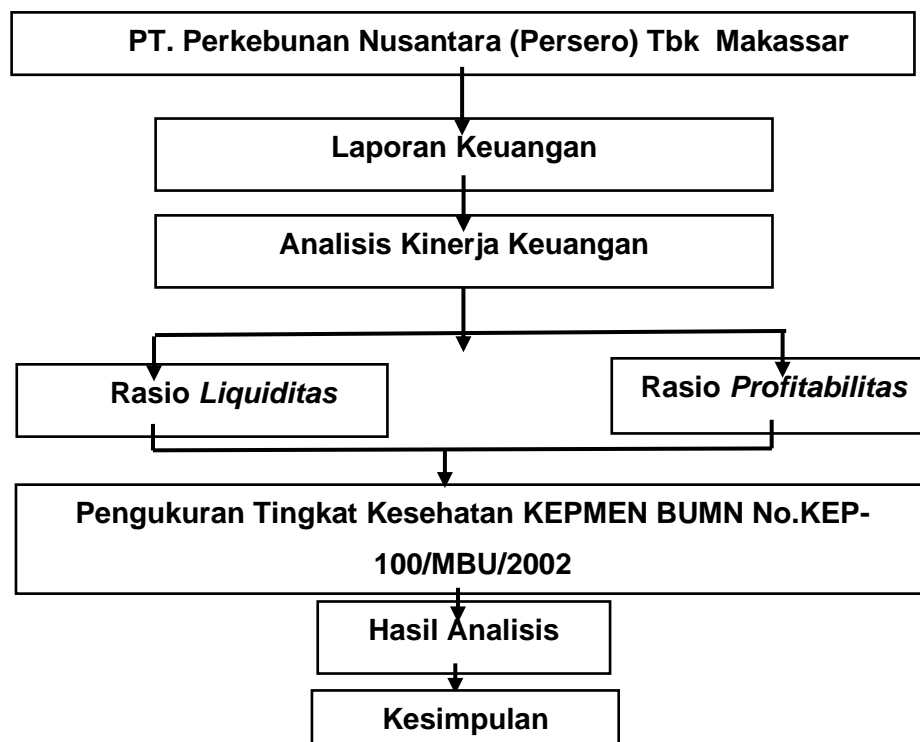 PT. Perkebunan Nusantara (Persero) Tbk Makassar
Laporan Keuangan
Analisis Kinerja Keuangan
Rasio Liquiditas
Rasio Profitabilitas
Pengukuran Tingkat Kesehatan KEPMEN BUMN No.KEP-
100/MBU/2002
Hasil Analisis
Kesimpulan